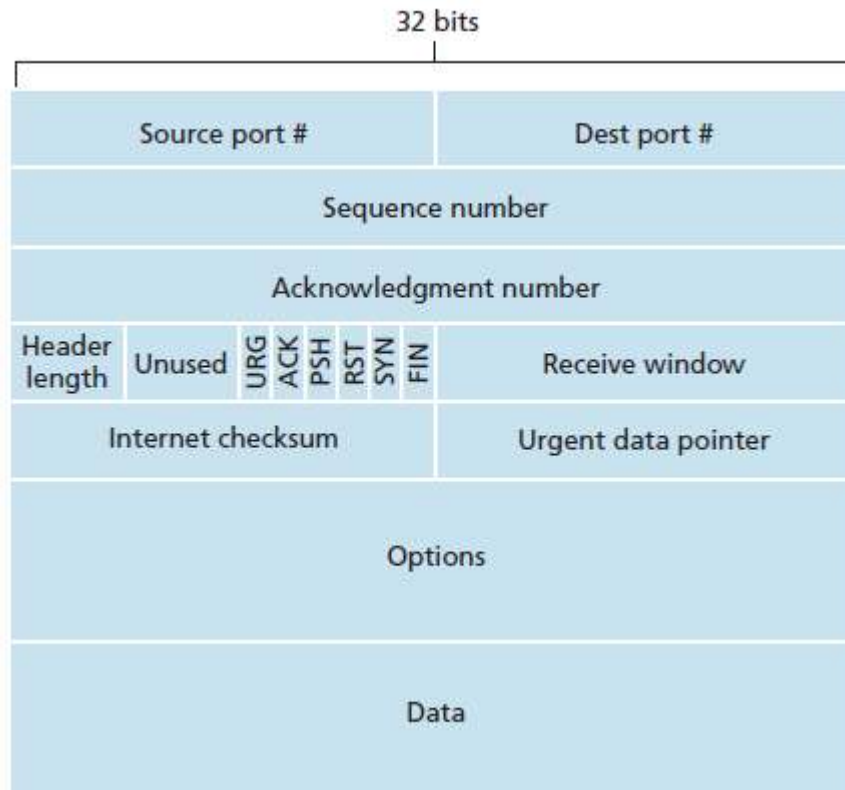 32 bits
Source port #
Dest port #
Sequence number
Acknowledgment number
Header
length
Unused
URG
ACK
PSH
RST
SYN
FIN
Receive window
Internet checksum
Urgent data pointer
Options
Data